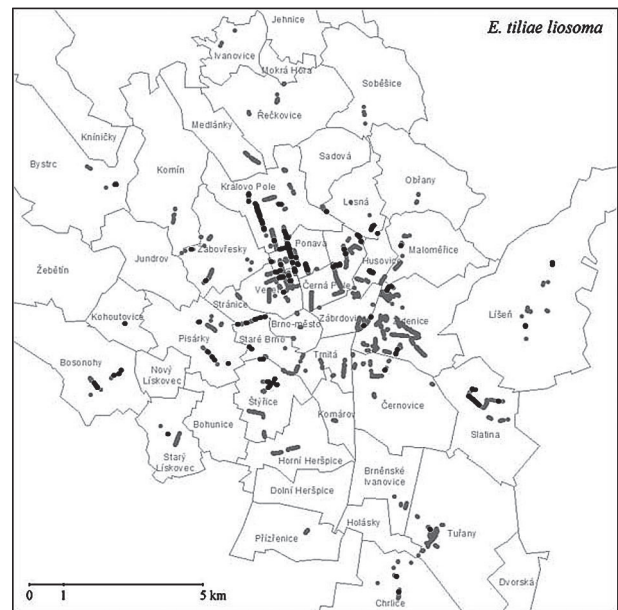 E. tiliae liosoma
Jehnice
Ivanovice
Mokrá Hora
Soběšice
Řečkovice
Medlánky
Kníničky
Sadová
Bystrc
Komín
Obřany
Královo Pole
Lesná
Ponava
Maloměřice
Žabovřesky
Husovice
Jundrov
Žebětín
Líšeň
Černá Pole
Stránice
Kohoutovice
Zábrdovice
Židenice
Brno-město
Pisárky
Staré Brno
Trnitá
Bosonohy
Nový
Lískovec
Štýřice
Černovice
Slatina
Komárov
Bohunice
Starý
Lískovec
Horní Heršpice
Brněnské
Ivanovice
Dolní Heršpice
Holásky
Tuřany
Přízřenice
Dvorská
0 1 5 km
Chrlice